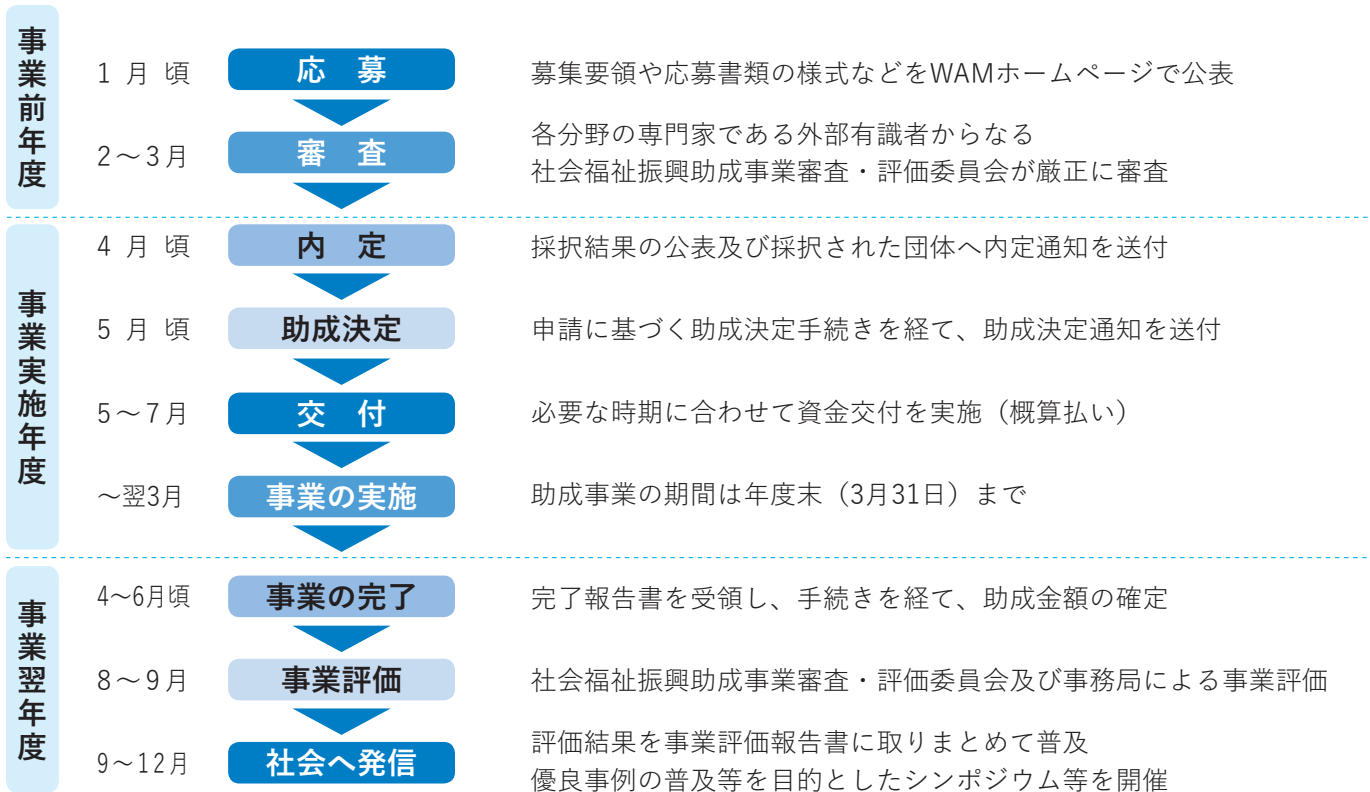 事業前年度
1 月 頃
応 募
募集要領や応募書類の様式などをWAMホームページで公表
2～3月
審 査
各分野の専門家である外部有識者からなる
社会福祉振興助成事業審査・評価委員会が厳正に審査
事業実施年度
4 月 頃
内 定
採択結果の公表及び採択された団体へ内定通知を送付
5 月 頃
助成決定
申請に基づく助成決定手続きを経て、助成決定通知を送付
5～7月
交 付
必要な時期に合わせて資金交付を実施（概算払い）
～翌3月
事業の実施
助成事業の期間は年度末（3月31日）まで
事業翌年度
4～6月頃
事業の完了
完了報告書を受領し、手続きを経て、助成金額の確定
8～9月
事業評価
社会福祉振興助成事業審査・評価委員会及び事務局による事業評価
9～12月
社会へ発信
評価結果を事業評価報告書に取りまとめて普及
優良事例の普及等を目的としたシンポジウム等を開催